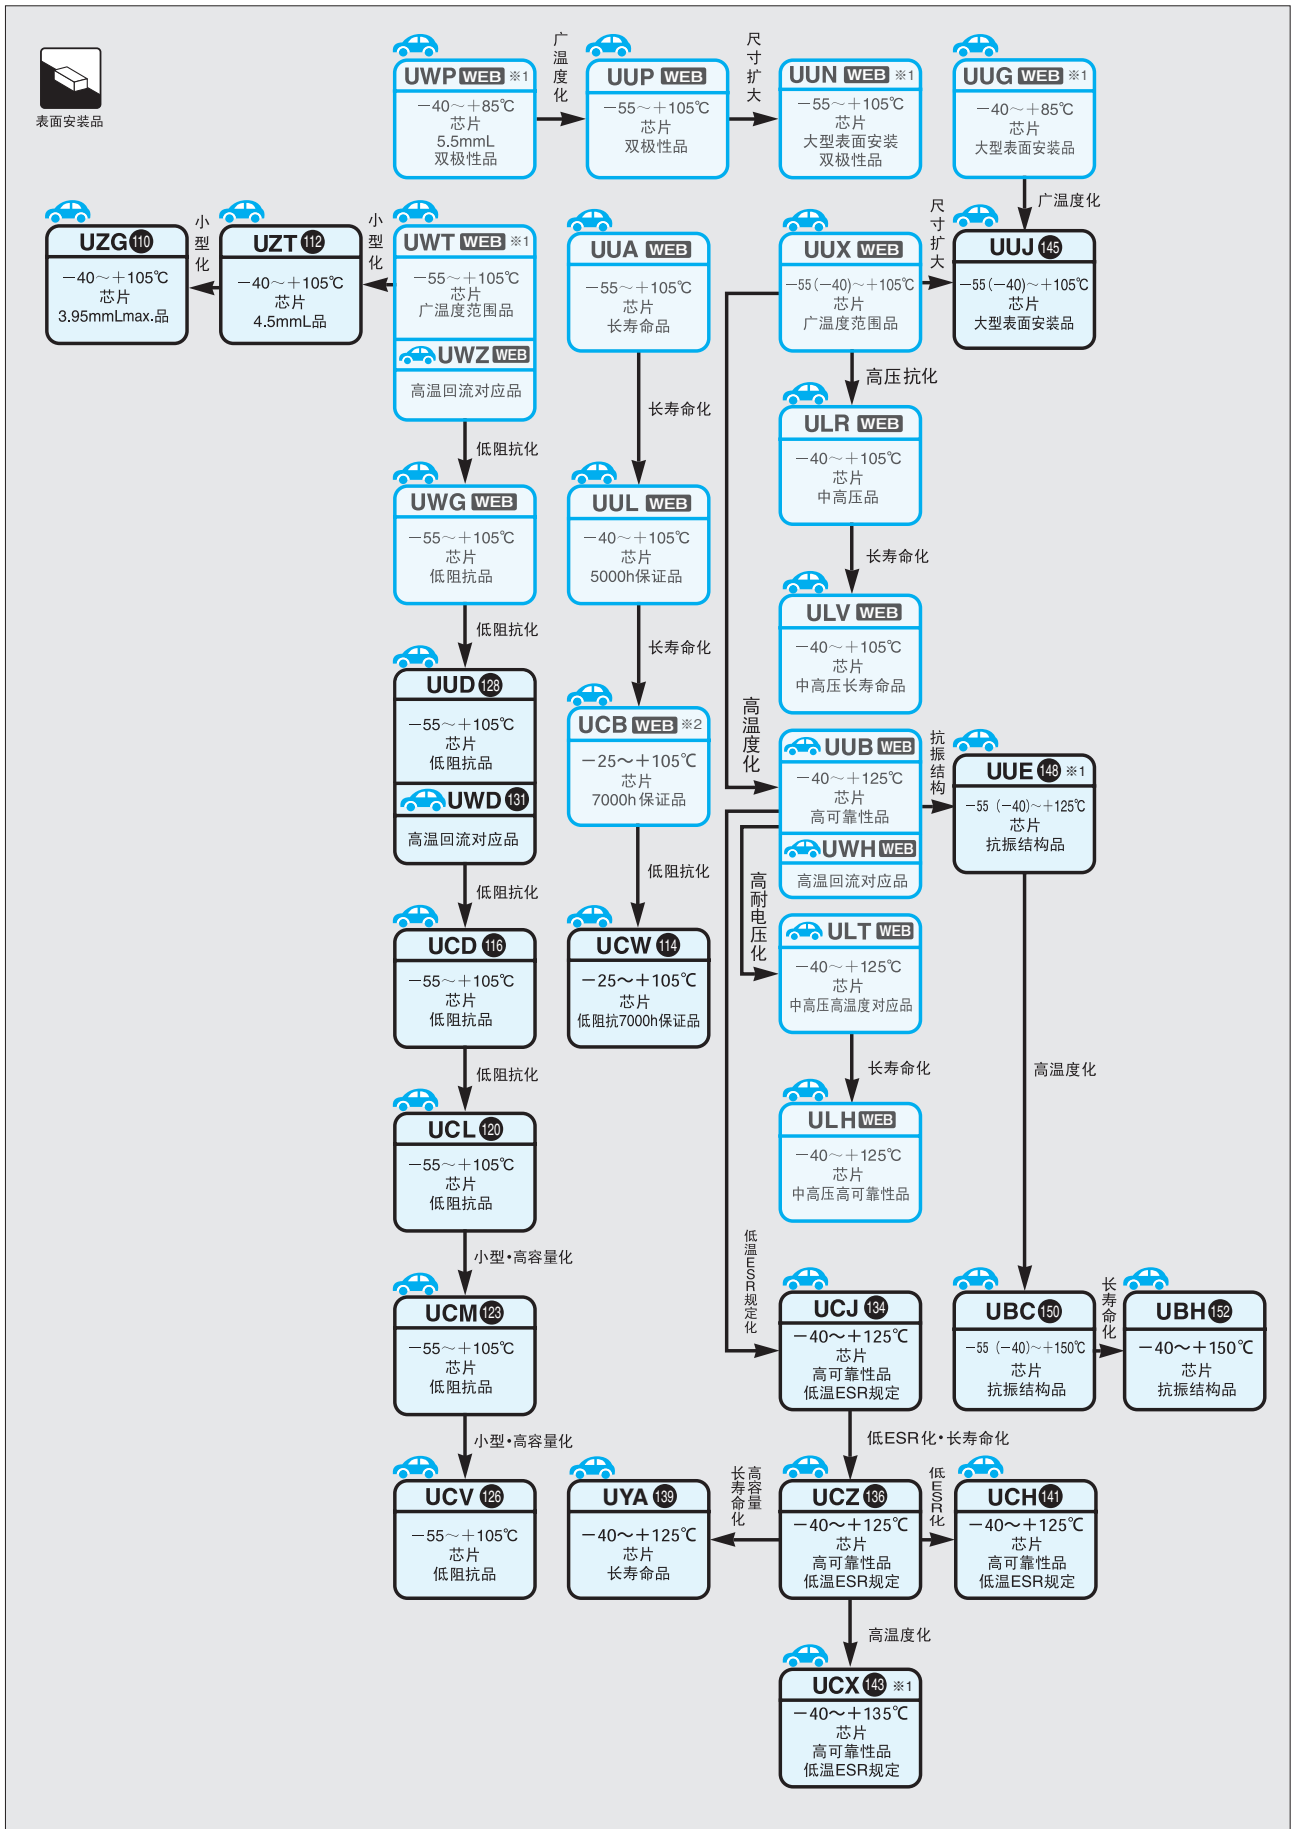 表面安装品
UWP WEB ※1
－40～＋85℃
芯片
5.5mmL
双极性品
广温度化
UUP WEB
－55～＋105℃
芯片
双极性品
尺寸扩大
UUN WEB ※1
－55～＋105℃
芯片
大型表面安装
双极性品
UUG WEB ※1
－40～＋85℃
芯片
大型表面安装品
广温度化
UZG 110
－40～＋105℃
芯片
3.95mmLmax.品
小型化
UZT 112
－40～＋105℃
芯片
4.5mmL品
小型化
UWT WEB ※1
－55～＋105℃
芯片
广温度范围品
UWZ WEB
高温回流对应品
UUA WEB
－55～＋105℃
芯片
长寿命品
UUX WEB
－55(－40)～＋105℃
芯片
广温度范围品
尺寸扩大
UUJ 145
－55(－40)～＋105℃
芯片
大型表面安装品
高压抗化
ULR WEB
－40～＋105℃
芯片
中高压品
长寿命化
低阻抗化
UWG WEB
－55～＋105℃
芯片
低阻抗品
UUL WEB
－40～＋105℃
芯片
5000h保证品
长寿命化
ULV WEB
－40～＋105℃
芯片
中高压长寿命品
低阻抗化
长寿命化
UUD 128
－55～＋105℃
芯片
低阻抗品
UWD 131
高温回流对应品
UCB WEB ※2
－25～＋105℃
芯片
7000h保证品
高温度化
UUB WEB
－40～＋125℃
芯片
高可靠性品
UWH WEB
高温回流对应品
抗振结构
UUE 148 ※1
－55 (－40)～＋125℃
芯片
抗振结构品
低阻抗化
低阻抗化
高耐电压化
UCD 116
－55～＋105℃
芯片
低阻抗品
UCW 114
－25～＋105℃
芯片
低阻抗7000h保证品
ULT WEB
－40～＋125℃
芯片
中高压高温度对应品
低阻抗化
长寿命化
高温度化
UCL 120
－55～＋105℃
芯片
低阻抗品
ULH WEB
－40～＋125℃
芯片
中高压高可靠性品
小型・高容量化
低温ESR规定化
UCM 123
－55～＋105℃
芯片
低阻抗品
UCJ 134
－40～＋125℃
芯片
高可靠性品
低温ESR规定
UBC 150
－55 (－40)～＋150℃
芯片
抗振结构品
长寿命化
UBH 152
－40～＋150℃
芯片
抗振结构品
小型・高容量化
低ESR化・长寿命化
UCV 126
－55～＋105℃
芯片
低阻抗品
UYA 139
－40～＋125℃
芯片
长寿命品
高容量
长寿命化
UCZ 136
－40～＋125℃
芯片
高可靠性品
低温ESR规定
低ESR化
UCH 141
－40～＋125℃
芯片
高可靠性品
低温ESR规定
高温度化
UCX 143 ※1
－40～＋135℃
芯片
高可靠性品
低温ESR规定